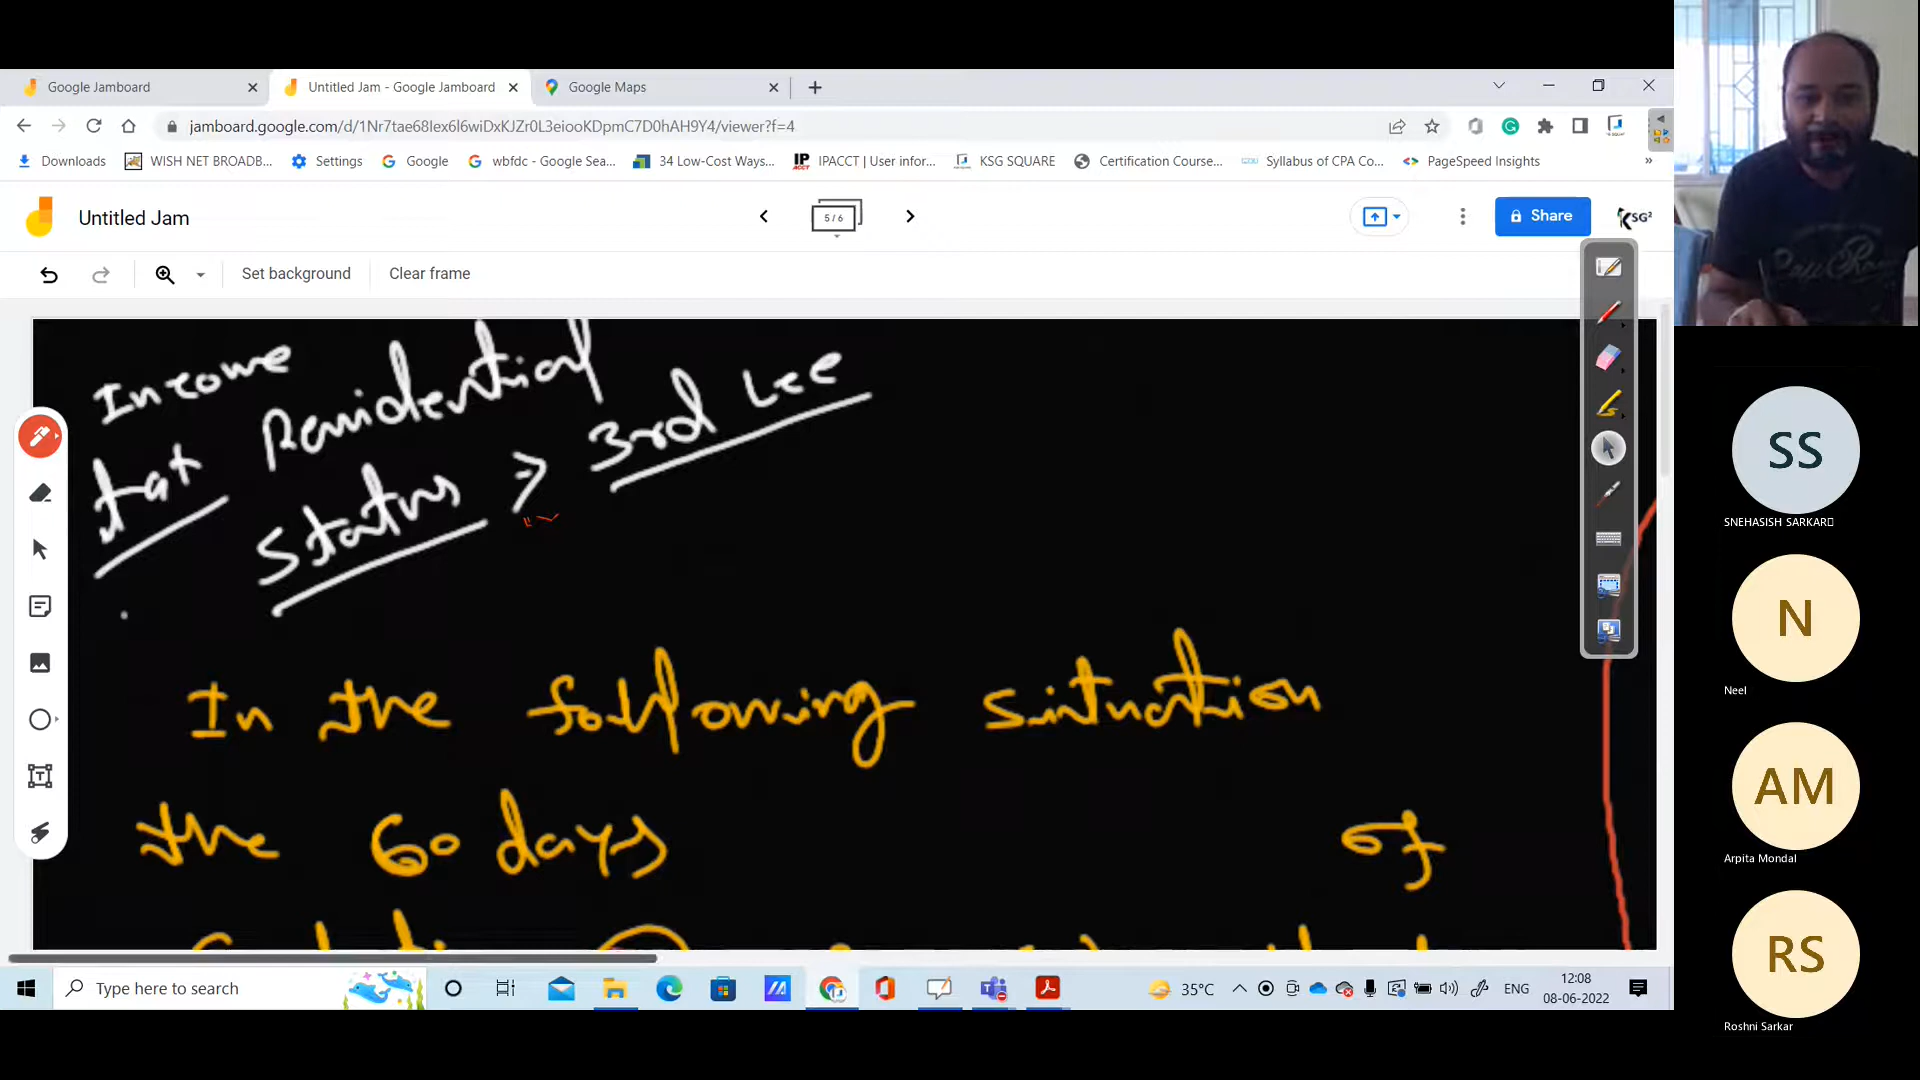 Google Jamboard
Untitled Jam - Google Jamboard
Google Maps
jamboard.google.com/d/1Nr7tae68Iex6l6wiDxKJZr0L3eiooKDpmC7D0hAH9Y4/viewer?f=4
Downloads
WISH NET BROADB...
Settings
Google
wbfdc - Google Sea...
34 Low-Cost Ways...
IPACCT | User infor...
KSG SQUARE
Certification Course...
Syllabus of CPA Co...
PageSpeed Insights
»
Untitled Jam
5 / 6
Share
KSG²
Set background
Clear frame
Income
tax Residential
Status > 3rd Lec
In the following situation
the 60 days of
SS
SNEHASISH SARKAR
N
Neel
AM
Arpita Mondal
RS
Roshni Sarkar
Type here to search
35°C
ENG
12:08
08-06-2022